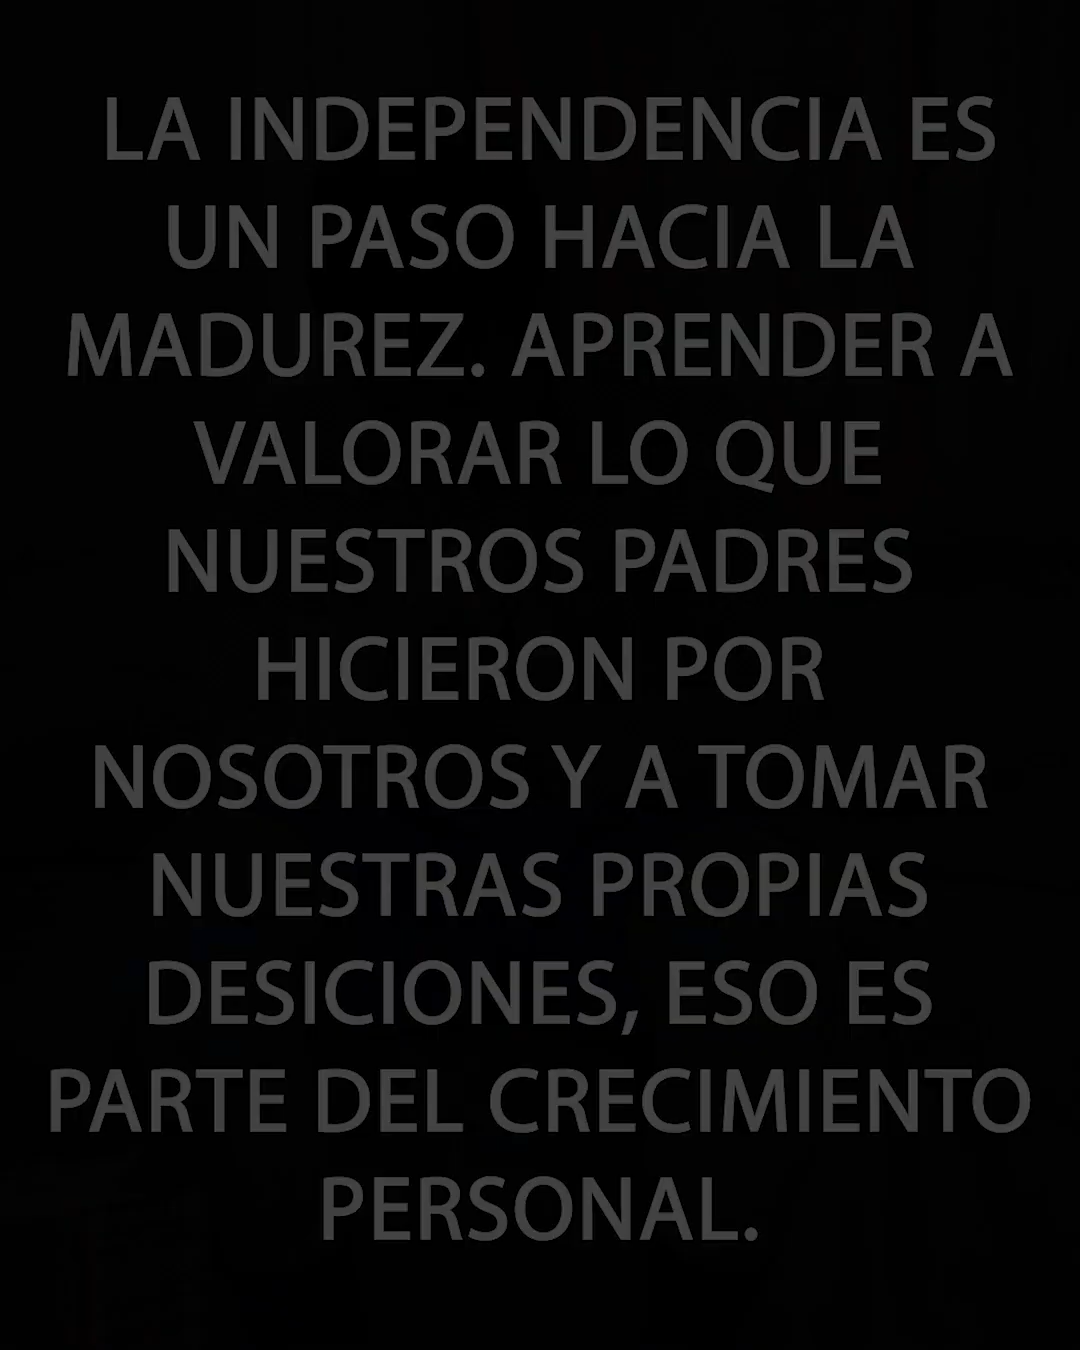 LA INDEPENDENCIA ES
UN PASO HACIA LA
MADUREZ. APRENDER A
VALORAR LO QUE
NUESTROS PADRES
HICIERON POR
NOSOTROS Y A TOMAR
NUESTRAS PROPIAS
DESICIONES, ESO ES
PARTE DEL CRECIMIENTO
PERSONAL.